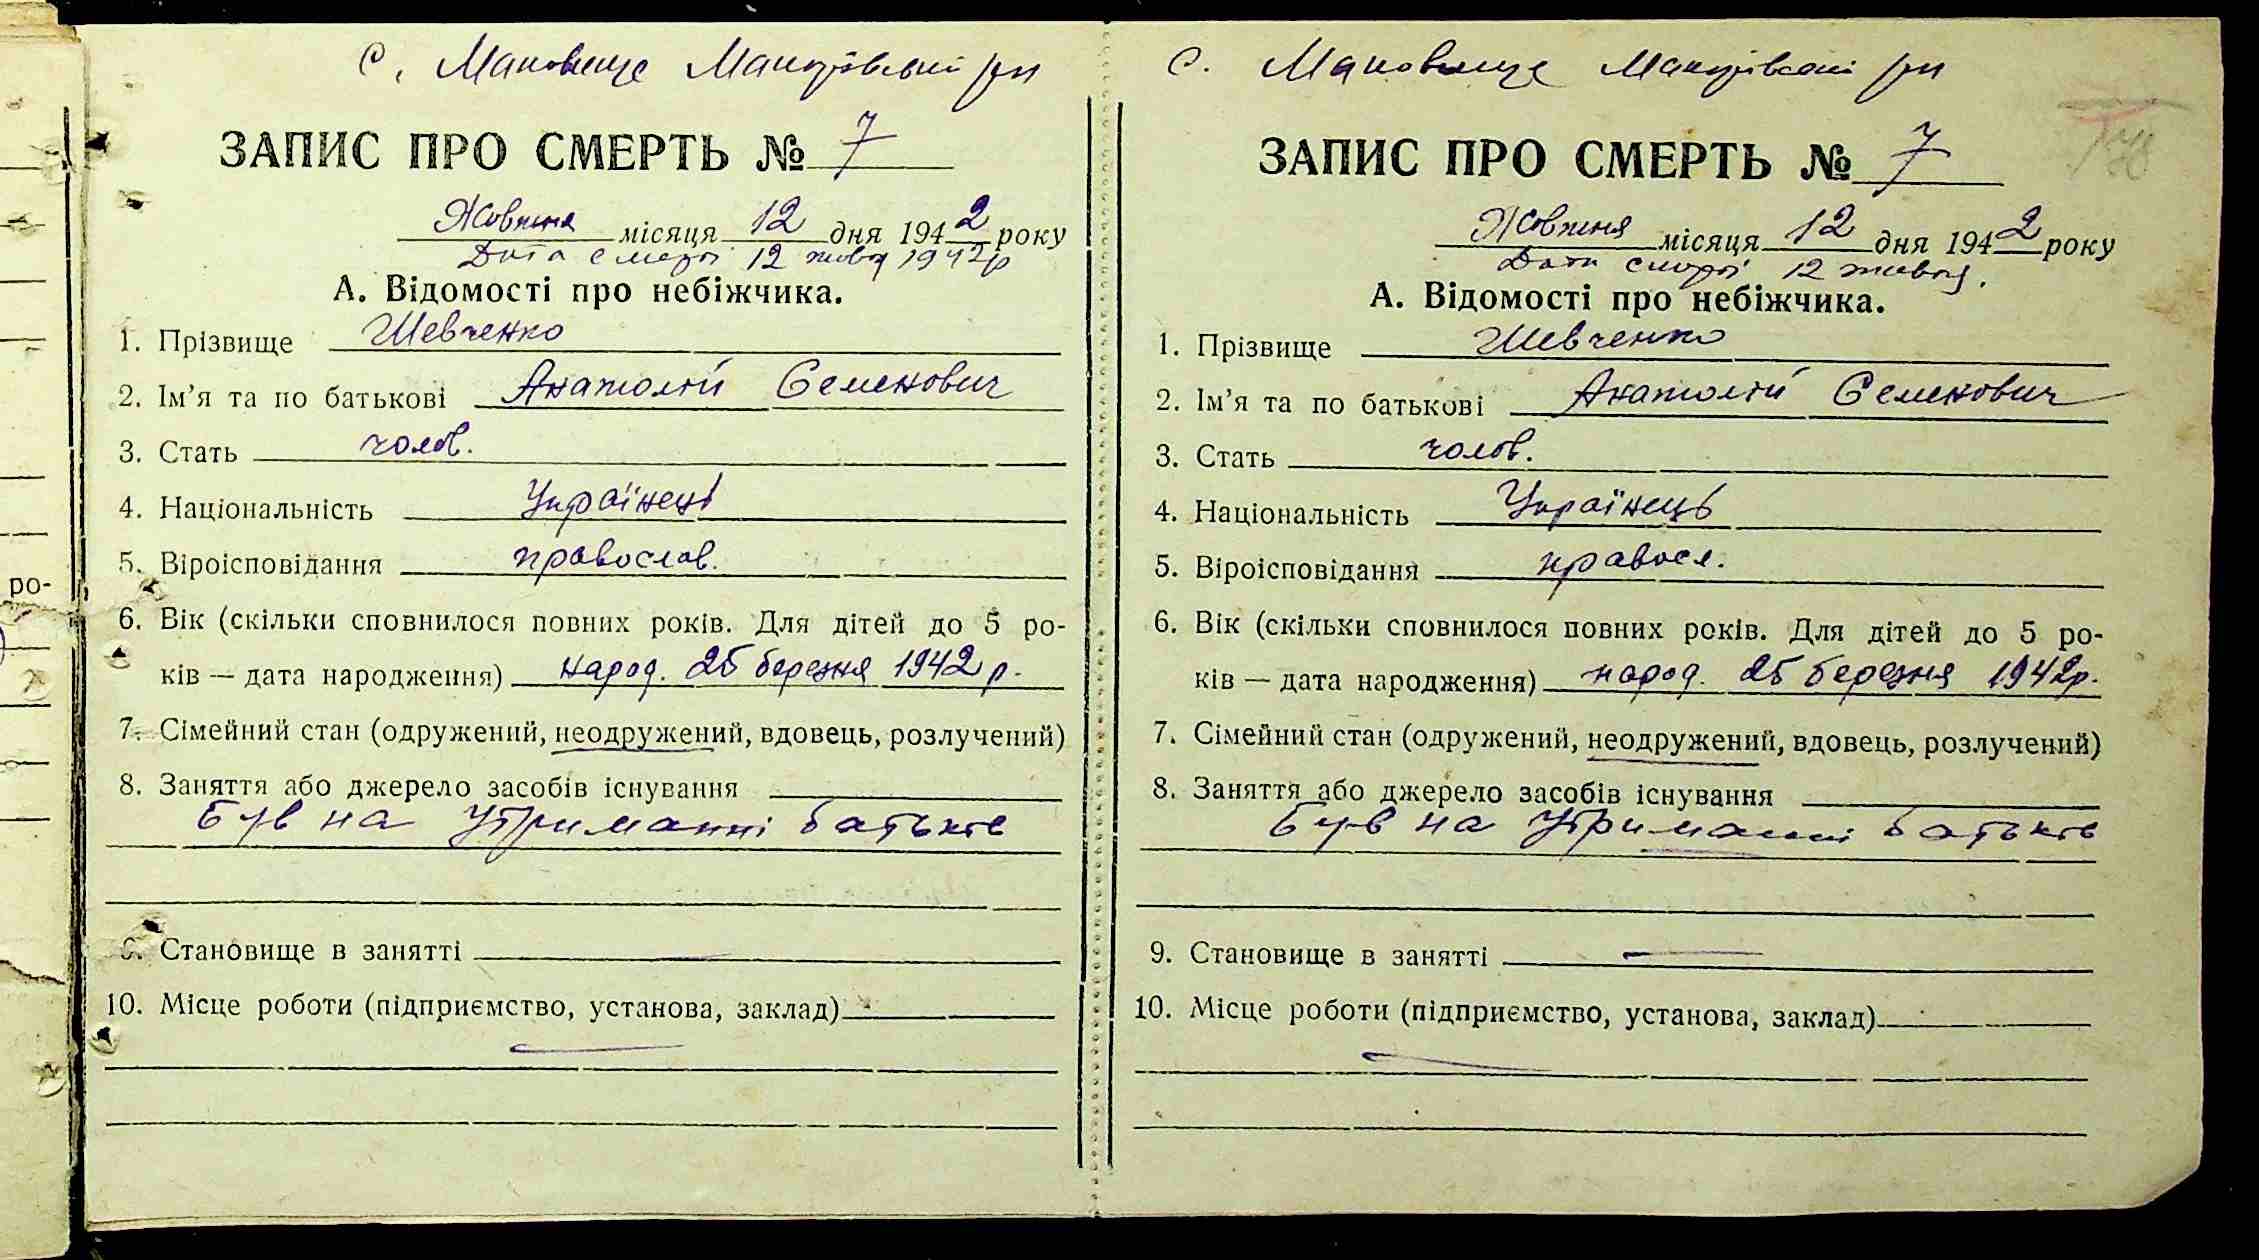 ро-
с. Маковище Макарівський р-н
ЗАПИС ПРО СМЕРТЬ № 7
Жовтня місяця 12 дня 1942 року
Дата смерті 12 жовтн 1942 р
А. Відомості про небіжчика.
1. Прізвище Шевченко
2. Ім’я та по батькові Анатолій Семенович
3. Стать чолов.
4. Національність Українець
5. Віроісповідання православ.
6. Вік (скільки сповнилося повних років. Для дітей до 5 ро-
ків — дата народження) народ. 25 березня 1942 р.
7. Сімейний стан (одружений, неодружений, вдовець, розлучений)
8. Заняття або джерело засобів існування
Був на утриманні батьків
9. Становище в занятті —
10. Місце роботи (підприємство, установа, заклад)
—
с. Маковище Макарівський р-н
ЗАПИС ПРО СМЕРТЬ № 7
Жовтня місяця 12 дня 1942 року
Дата смерті 12 жовтня.
А. Відомості про небіжчика.
1. Прізвище Шевченко
2. Ім’я та по батькові Анатолій Семенович
3. Стать чолов.
4. Національність Українець
5. Віроісповідання правосл.
6. Вік (скільки сповнилося повних років. Для дітей до 5 ро-
ків — дата народження) народ. 25 березня 1942р.
7. Сімейний стан (одружений, неодружений, вдовець, розлучений)
8. Заняття або джерело засобів існування
Був на утриманні батьків
9. Становище в занятті —
10. Місце роботи (підприємство, установа, заклад)
—